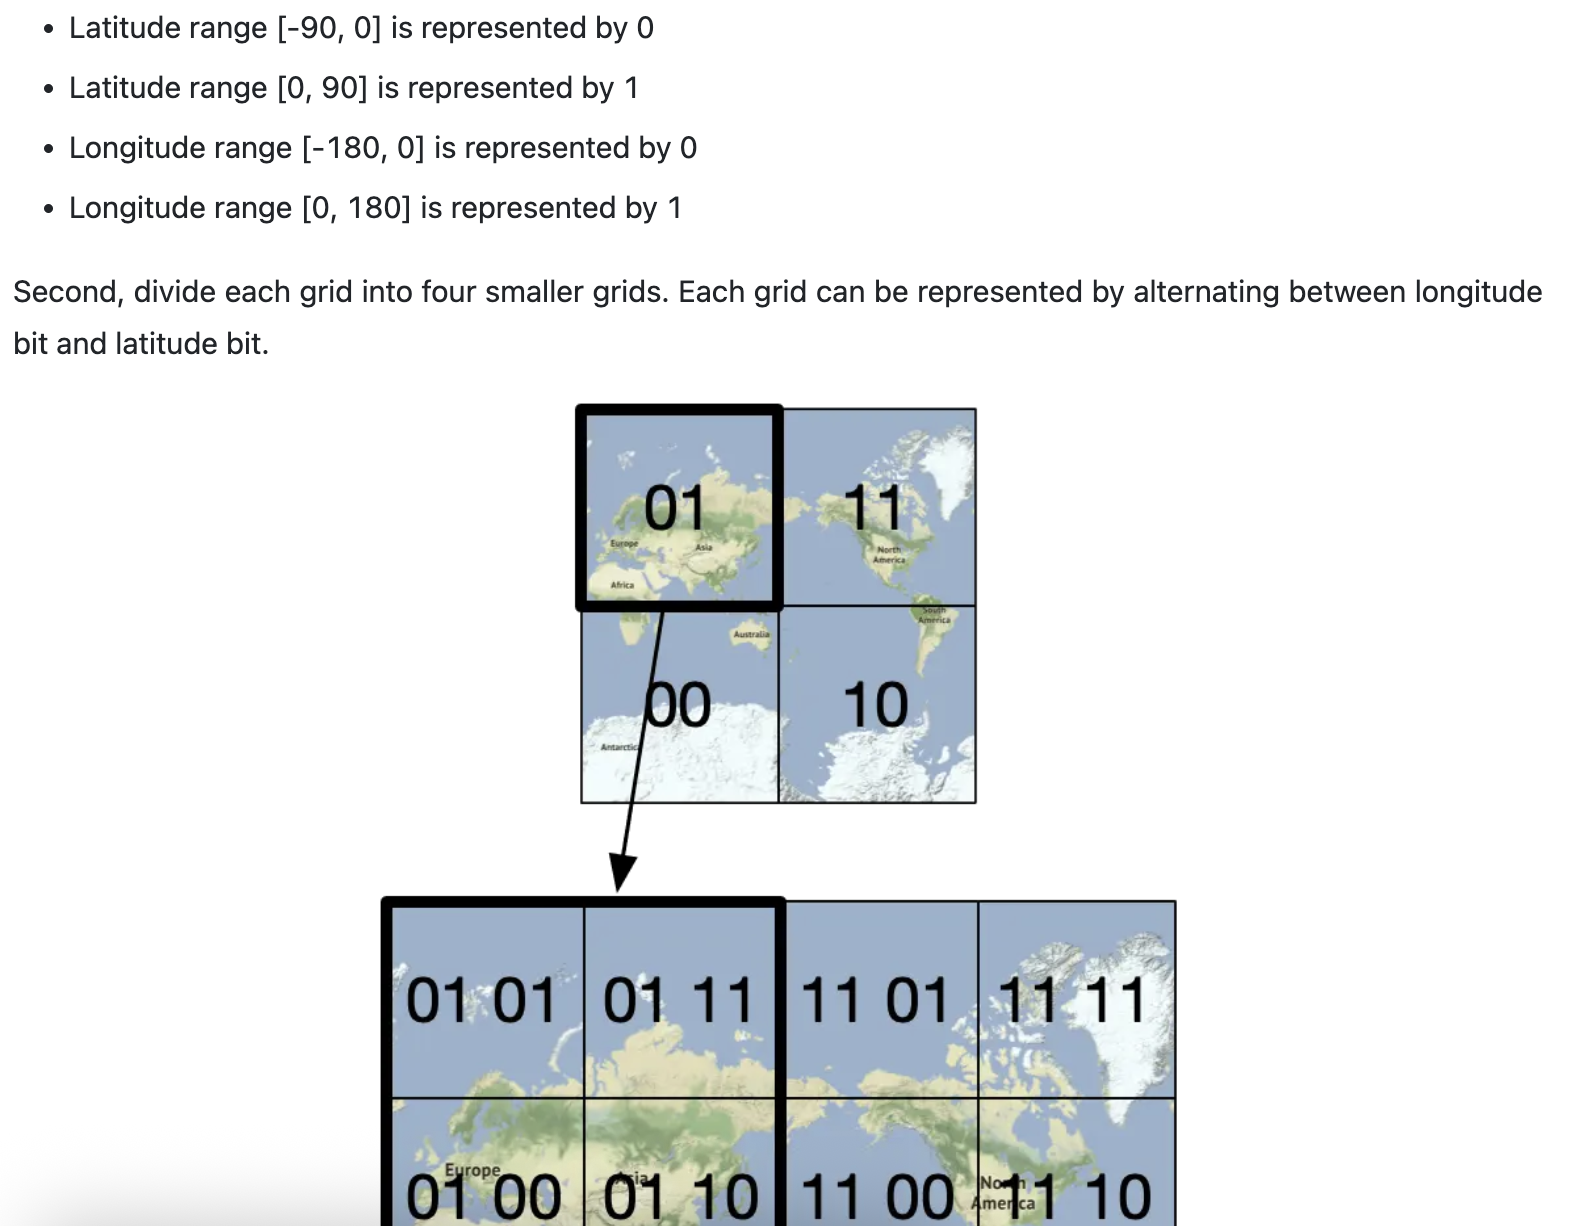 • Latitude range [-90, 0] is represented by 0
• Latitude range [0, 90] is represented by 1
• Longitude range [-180, 0] is represented by 0
• Longitude range [0, 180] is represented by 1
Second, divide each grid into four smaller grids. Each grid can be represented by alternating between longitude
bit and latitude bit.
01 11
Europe Asia North
America
Africa
South
America
Australia
00 10
Antarctica
01 01 01 11 11 01 11 11
Europe Asia North
America
01 00 01 10 11 00 11 10